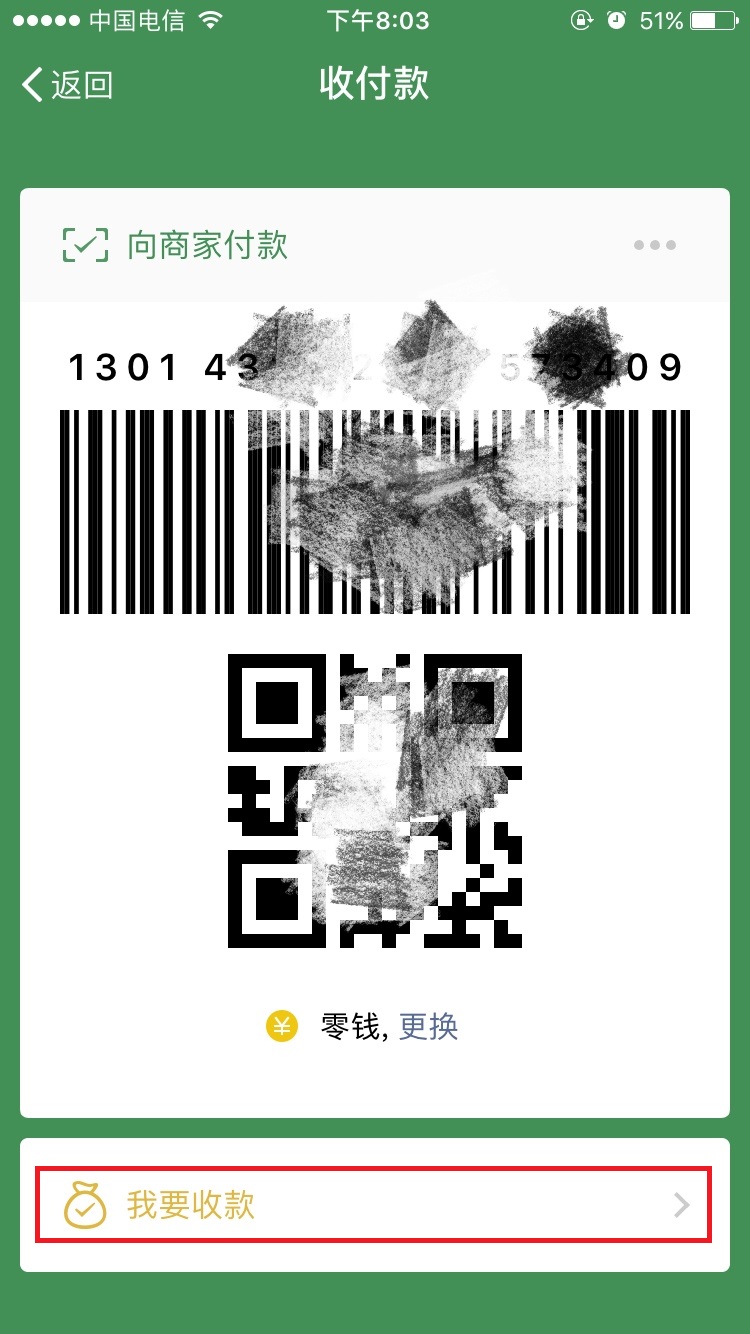 中国电信 下午8:03 51%
返回 收付款
向商家付款
1301 43 573409
零钱, 更换
我要收款